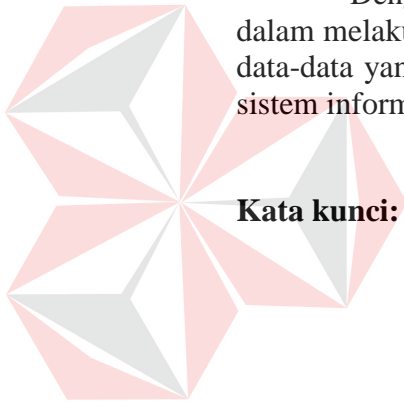 dalam melaku
data-data yan
sistem inform
Kata kunci: